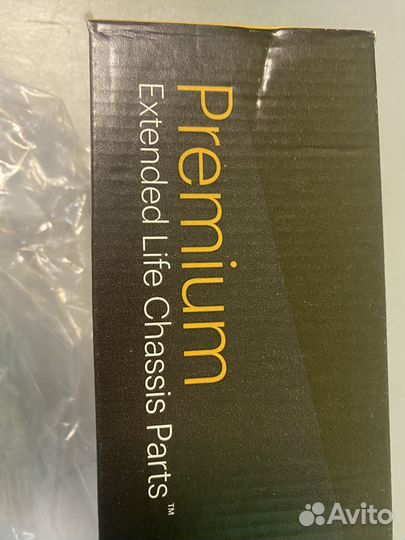 Premium
Extended Life Chassis Parts™
Avito